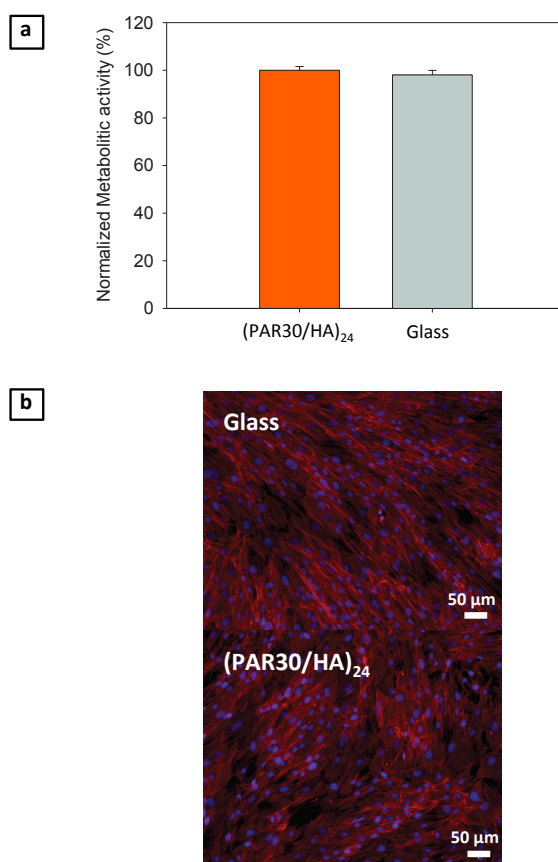 a
Normalized Metabolitic activity (%)
120
100
80
60
40
20
0
(PAR30/HA)24
Glass
b
Glass
50 µm
(PAR30/HA)24
50 µm